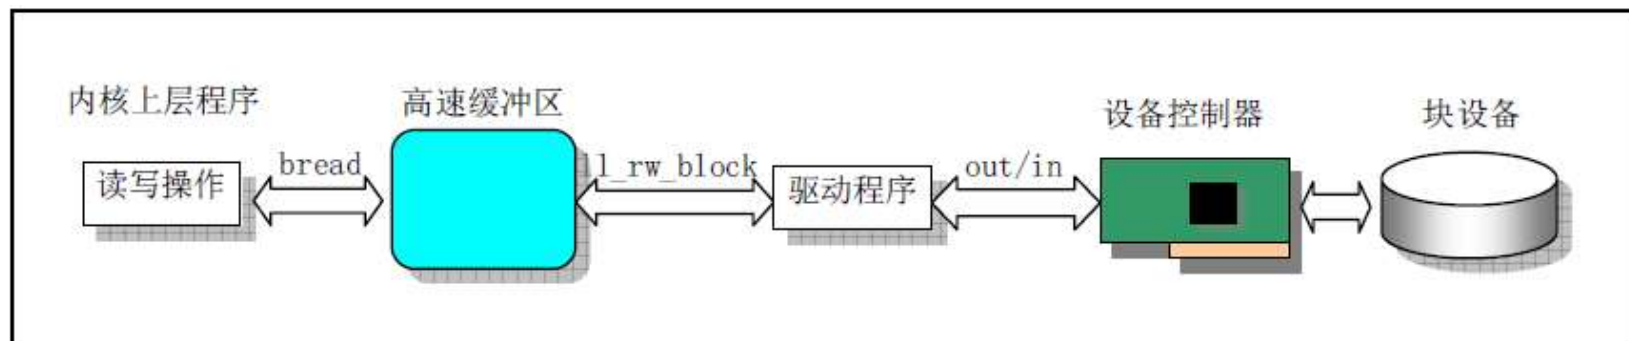 内核上层程序
高速缓冲区
设备控制器
块设备
读写操作
bread
ll_rw_block
驱动程序
out/in